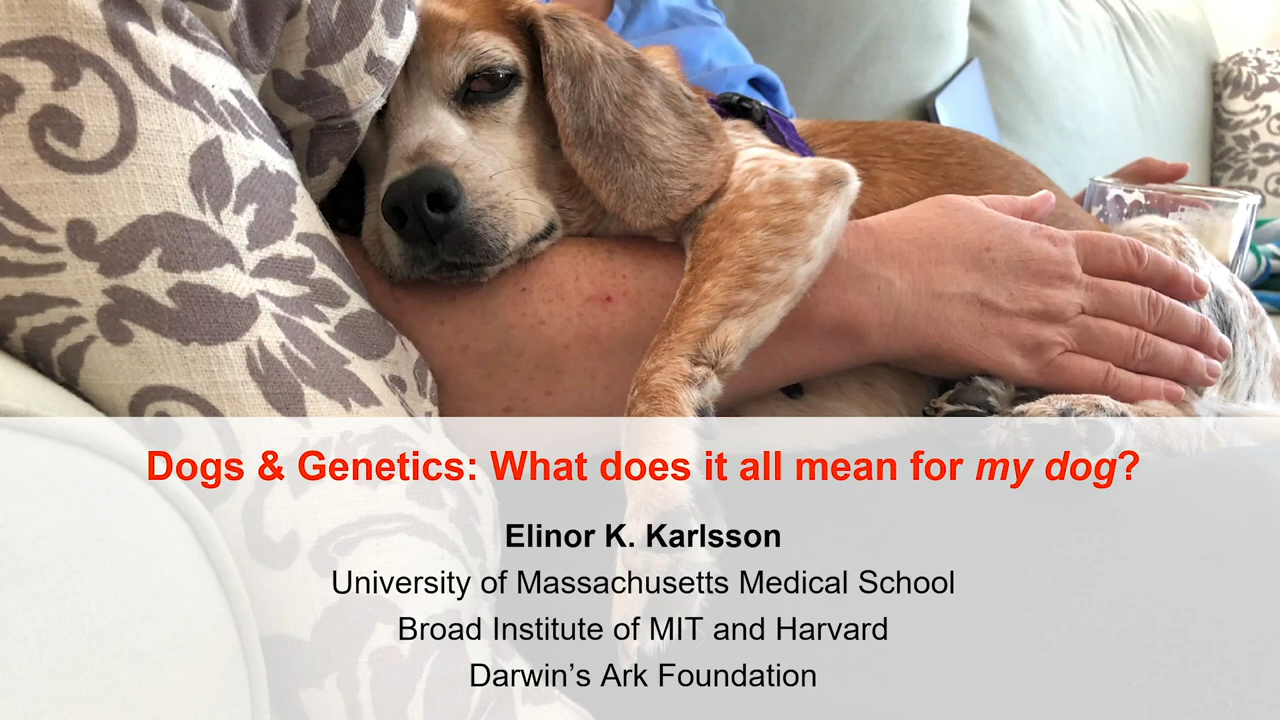 Dogs & Genetics: What does it all mean for my dog?
Elinor K. Karlsson
University of Massachusetts Medical School
Broad Institute of MIT and Harvard
Darwin’s Ark Foundation